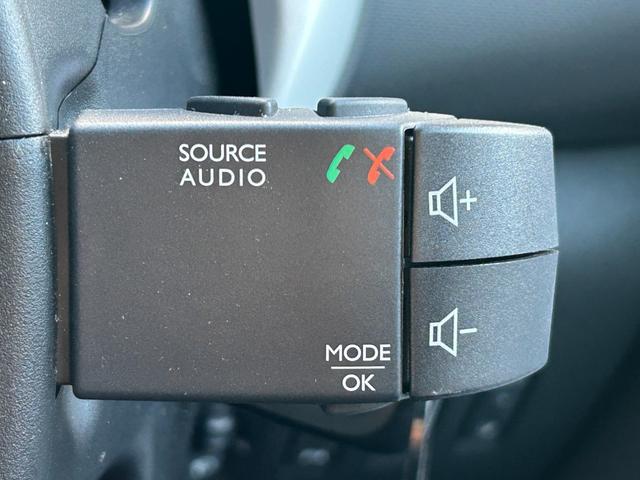 SOURCE
AUDIO
+
-
MODE
OK